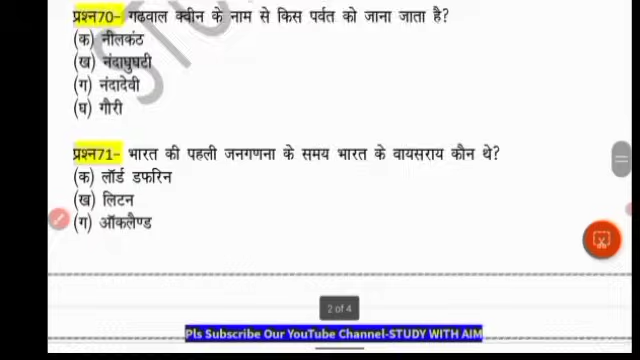 प्रश्न70- गढवाल क्वीन के नाम से किस पर्वत को जाना जाता है?
(क) नीलकंठ
(ख) नंदाघुघटी
(ग) नंदादेवी
(घ) गौरी
प्रश्न71- भारत की पहली जनगणना के समय भारत के वायसराय कौन थे?
(क) लॉर्ड डफरिन
(ख) लिटन
(ग) ऑकलैण्ड
2 of 4
Pls Subscribe Our YouTube Channel-STUDY WITH AIM